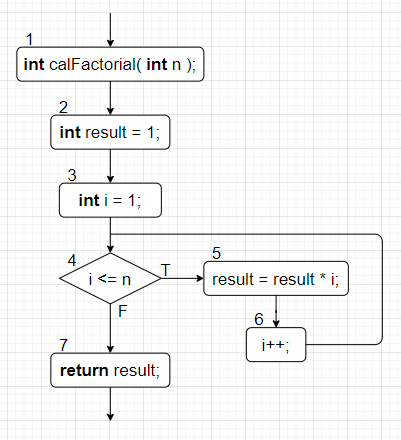 1
int calFactorial( int n );
2
int result = 1;
3
int i = 1;
4
i <= n
T
5
result = result * i;
F
6
i++;
7
return result;